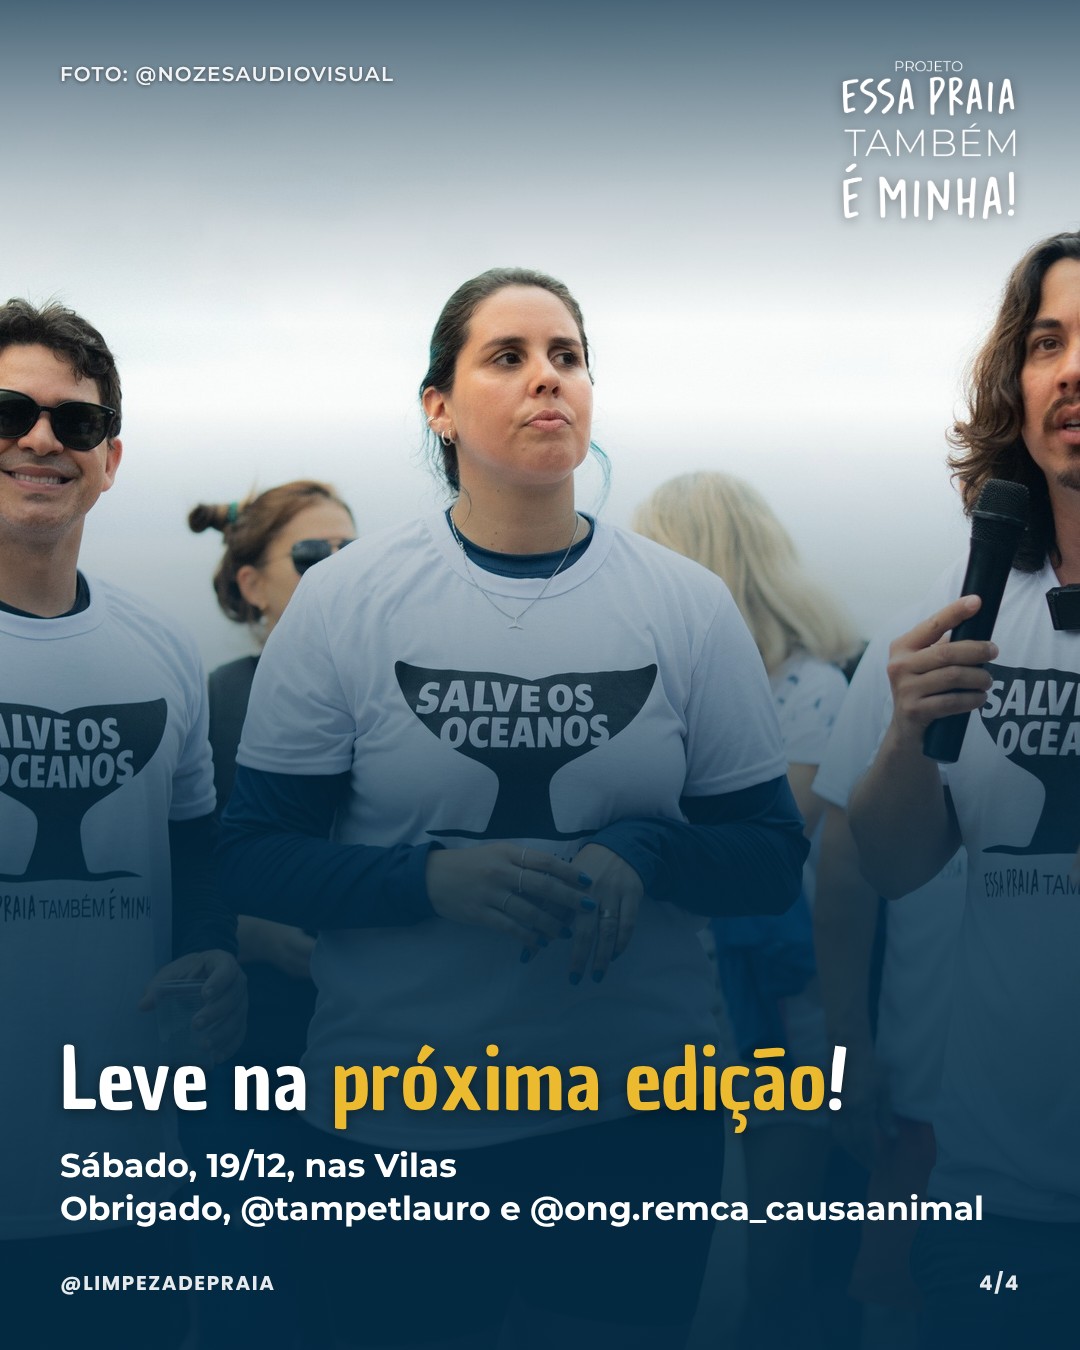 FOTO: @NOZESAUDIOVISUAL
PROJETO
ESSA PRAIA
TAMBÉM
É MINHA!
SALVE OS
OCEANOS
ALVE OS
OCEANOS
PRAIA TAMBÉM É MINH
SALV
OCEA
ESSA PRAIA TAM
Leve na próxima edição!
Sábado, 19/12, nas Vilas
Obrigado, @tampetlauro e @ong.remca_causaanimal
@LIMPEZADEPRAIA
4/4